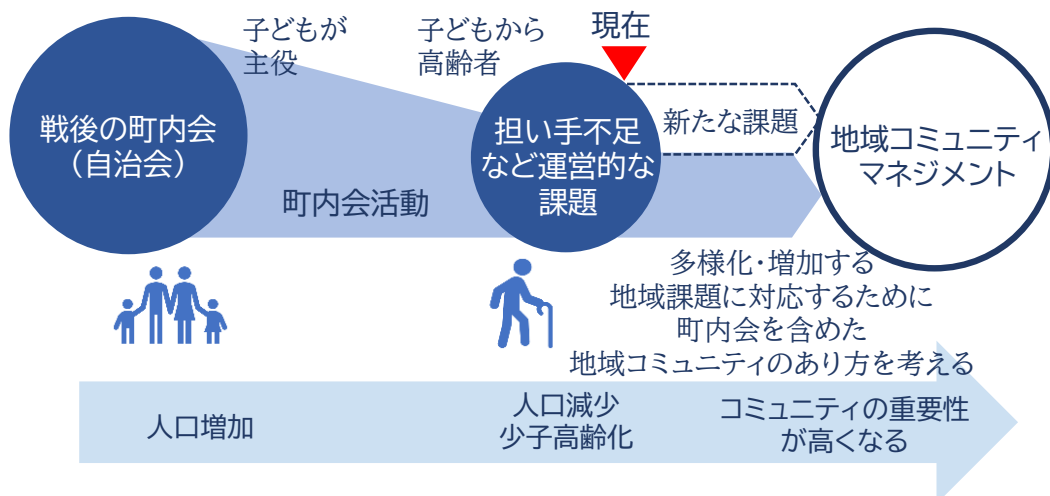 子どもが
主役
子どもから
高齢者
現在
戦後の町内会
（自治会）
町内会活動
担い手不足
など運営的な
課題
新たな課題
地域コミュニティ
マネジメント
多様化・増加する
地域課題に対応するために
町内会を含めた
地域コミュニティのあり方を考える
人口増加
人口減少
少子高齢化
コミュニティの重要性
が高くなる